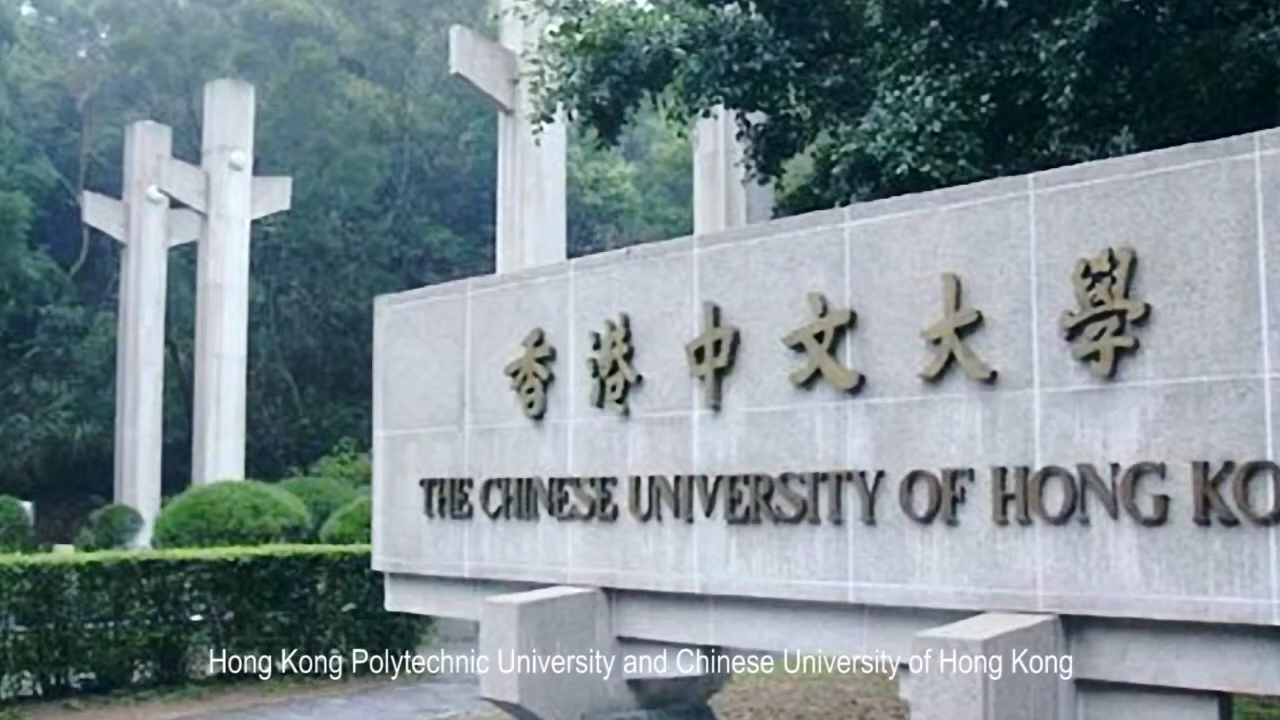 香港中文大學
THE CHINESE UNIVERSITY OF HONG KO
Hong Kong Polytechnic University and Chinese University of Hong Kong